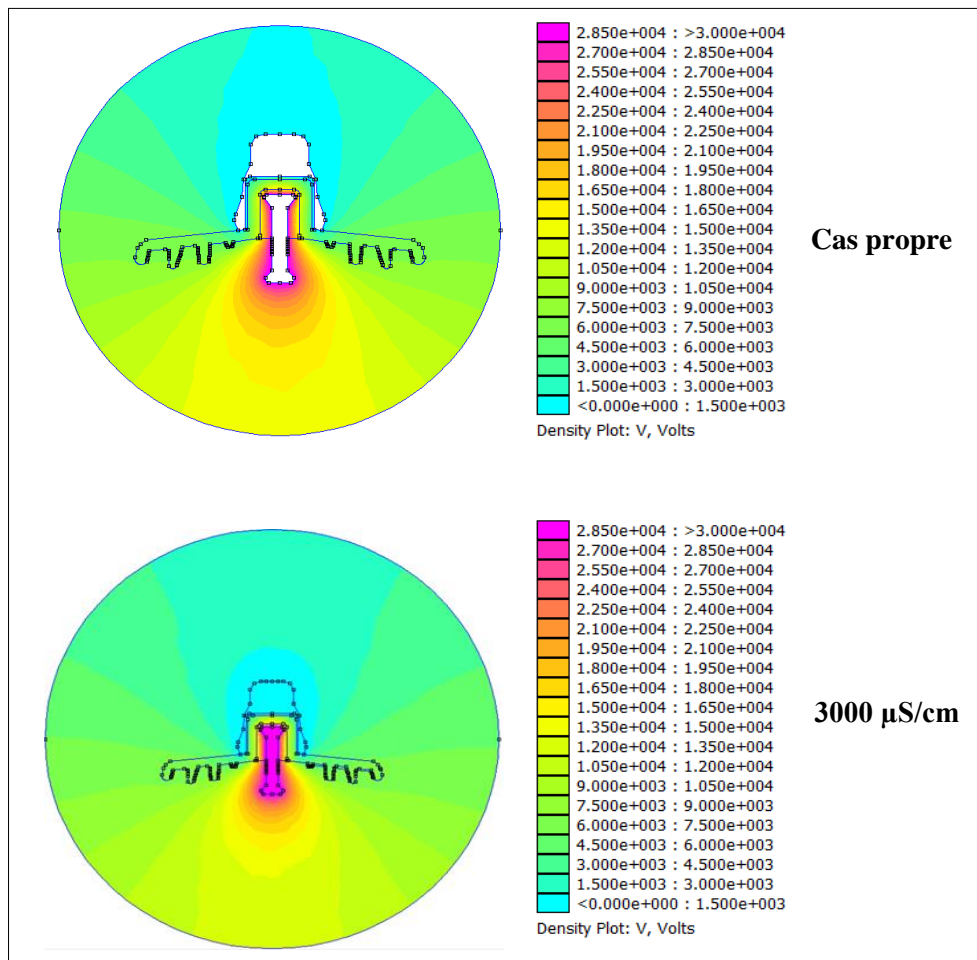 2.850e+004 : >3.000e+004
2.700e+004 : 2.850e+004
2.550e+004 : 2.700e+004
2.400e+004 : 2.550e+004
2.250e+004 : 2.400e+004
2.100e+004 : 2.250e+004
1.950e+004 : 2.100e+004
1.800e+004 : 1.950e+004
1.650e+004 : 1.800e+004
1.500e+004 : 1.650e+004
1.350e+004 : 1.500e+004
1.200e+004 : 1.350e+004
1.050e+004 : 1.200e+004
9.000e+003 : 1.050e+004
7.500e+003 : 9.000e+003
6.000e+003 : 7.500e+003
4.500e+003 : 6.000e+003
3.000e+003 : 4.500e+003
1.500e+003 : 3.000e+003
<0.000e+000 : 1.500e+003
Density Plot: V, Volts
Cas propre
2.850e+004 : >3.000e+004
2.700e+004 : 2.850e+004
2.550e+004 : 2.700e+004
2.400e+004 : 2.550e+004
2.250e+004 : 2.400e+004
2.100e+004 : 2.250e+004
1.950e+004 : 2.100e+004
1.800e+004 : 1.950e+004
1.650e+004 : 1.800e+004
1.500e+004 : 1.650e+004
1.350e+004 : 1.500e+004
1.200e+004 : 1.350e+004
1.050e+004 : 1.200e+004
9.000e+003 : 1.050e+004
7.500e+003 : 9.000e+003
6.000e+003 : 7.500e+003
4.500e+003 : 6.000e+003
3.000e+003 : 4.500e+003
1.500e+003 : 3.000e+003
<0.000e+000 : 1.500e+003
Density Plot: V, Volts
3000 µS/cm